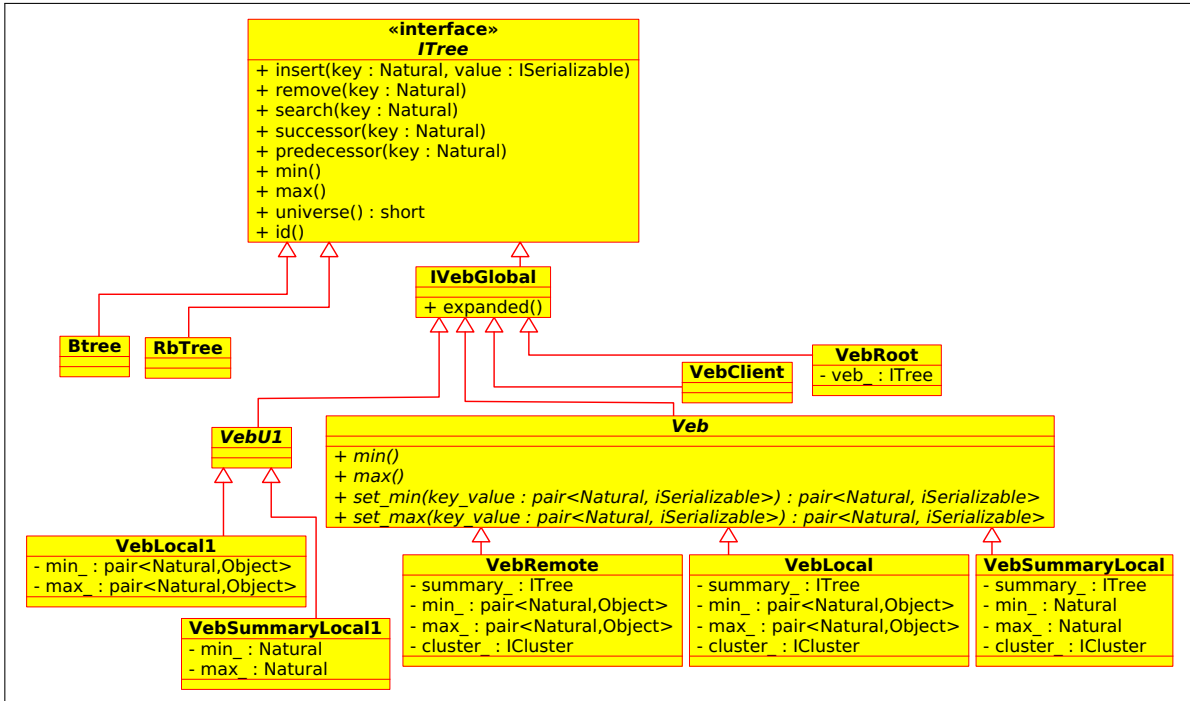 «interface»
ITree
+ insert(key : Natural, value : ISerializable)
+ remove(key : Natural)
+ search(key : Natural)
+ successor(key : Natural)
+ predecessor(key : Natural)
+ min()
+ max()
+ universe() : short
+ id()
IVebGlobal
+ expanded()
Btree
RbTree
VebClient
VebRoot
- veb_ : ITree
VebU1
Veb
+ min()
+ max()
+ set_min(key_value : pair<Natural, iSerializable>) : pair<Natural, iSerializable>
+ set_max(key_value : pair<Natural, iSerializable>) : pair<Natural, iSerializable>
VebLocal1
- min_ : pair<Natural,Object>
- max_ : pair<Natural,Object>
VebSummaryLocal1
- min_ : Natural
- max_ : Natural
VebRemote
- summary_ : ITree
- min_ : pair<Natural,Object>
- max_ : pair<Natural,Object>
- cluster_ : ICluster
VebLocal
- summary_ : ITree
- min_ : pair<Natural,Object>
- max_ : pair<Natural,Object>
- cluster_ : ICluster
VebSummaryLocal
- summary_ : ITree
- min_ : Natural
- max_ : Natural
- cluster_ : ICluster